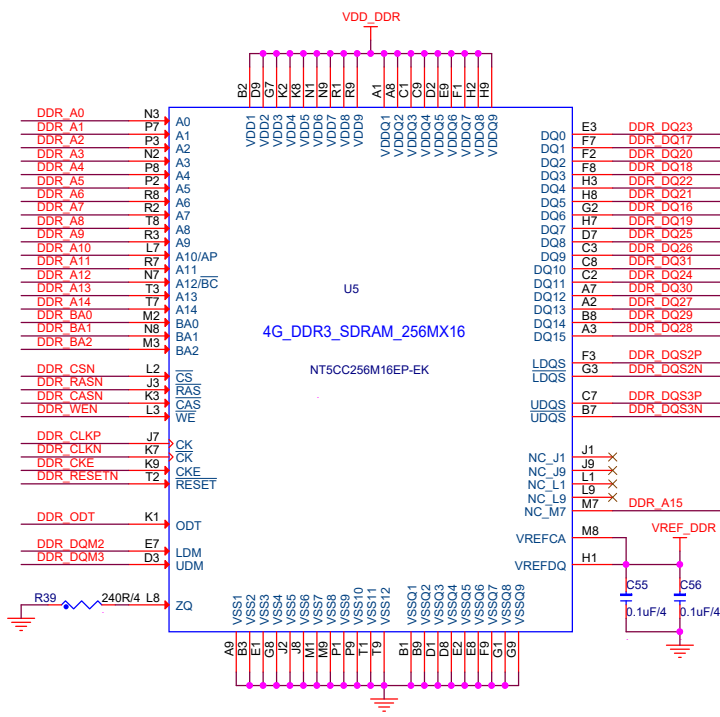 VDD_DDR
B2 D9 G7 K2 K8 N1 N9 R1 R9 A1 A8 C1 C9 D2 E9 F1 H2 H9
VDD1 VDD2 VDD3 VDD4 VDD5 VDD6 VDD7 VDD8 VDD9 VDDQ1 VDDQ2 VDDQ3 VDDQ4 VDDQ5 VDDQ6 VDDQ7 VDDQ8 VDDQ9
DDR_A0 N3 A0
DDR_A1 P7 A1
DDR_A2 P3 A2
DDR_A3 N2 A3
DDR_A4 P8 A4
DDR_A5 P2 A5
DDR_A6 R8 A6
DDR_A7 R2 A7
DDR_A8 T8 A8
DDR_A9 R3 A9
DDR_A10 L7 A10/AP
DDR_A11 R7 A11
DDR_A12 N7 A12/BC
DDR_A13 T3 A13
DDR_A14 T7 A14
DDR_BA0 M2 BA0
DDR_BA1 N8 BA1
DDR_BA2 M3 BA2
DDR_CSN L2 CS
DDR_RASN J3 RAS
DDR_CASN K3 CAS
DDR_WEN L3 WE
DDR_CLKP J7 CK
DDR_CLKN K7 CK
DDR_CKE K9 CKE
DDR_RESETN T2 RESET
DDR_ODT K1 ODT
DDR_DQM2 E7 LDM
DDR_DQM3 D3 UDM
R39 240R/4 L8 ZQ
U5
4G_DDR3_SDRAM_256MX16
NT5CC256M16EP-EK
DQ0 E3 DDR_DQ23
DQ1 F7 DDR_DQ17
DQ2 F2 DDR_DQ20
DQ3 F8 DDR_DQ18
DQ4 H3 DDR_DQ22
DQ5 H8 DDR_DQ21
DQ6 G2 DDR_DQ16
DQ7 H7 DDR_DQ19
DQ8 D7 DDR_DQ25
DQ9 C3 DDR_DQ26
DQ10 C8 DDR_DQ31
DQ11 C2 DDR_DQ24
DQ12 A7 DDR_DQ30
DQ13 A2 DDR_DQ27
DQ14 B8 DDR_DQ29
DQ15 A3 DDR_DQ28
LDQS F3 DDR_DQS2P
LDQS G3 DDR_DQS2N
UDQS C7 DDR_DQS3P
UDQS B7 DDR_DQS3N
NC_J1 J1
NC_J9 J9
NC_L1 L1
NC_L9 L9
NC_M7 M7 DDR_A15
VREFCA M8 VREF_DDR
VREFDQ H1
C55 C56
0.1uF/4 0.1uF/4
VSS1 VSS2 VSS3 VSS4 VSS5 VSS6 VSS7 VSS8 VSS9 VSS10 VSS11 VSS12 VSSQ1 VSSQ2 VSSQ3 VSSQ4 VSSQ5 VSSQ6 VSSQ7 VSSQ8 VSSQ9
A9 B3 E1 G8 J2 J8 M1 M9 P1 P9 T1 T9 B1 B9 D1 D8 E2 E8 F9 G1 G9